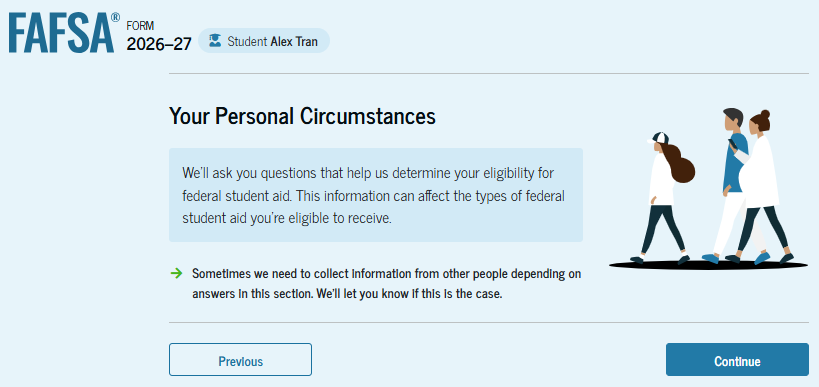 FAFSA® FORM
2026–27 Student Alex Tran
Your Personal Circumstances
We'll ask you questions that help us determine your eligibility for
federal student aid. This information can affect the types of federal
student aid you're eligible to receive.
Sometimes we need to collect information from other people depending on
answers in this section. We'll let you know if this is the case.
Previous
Continue